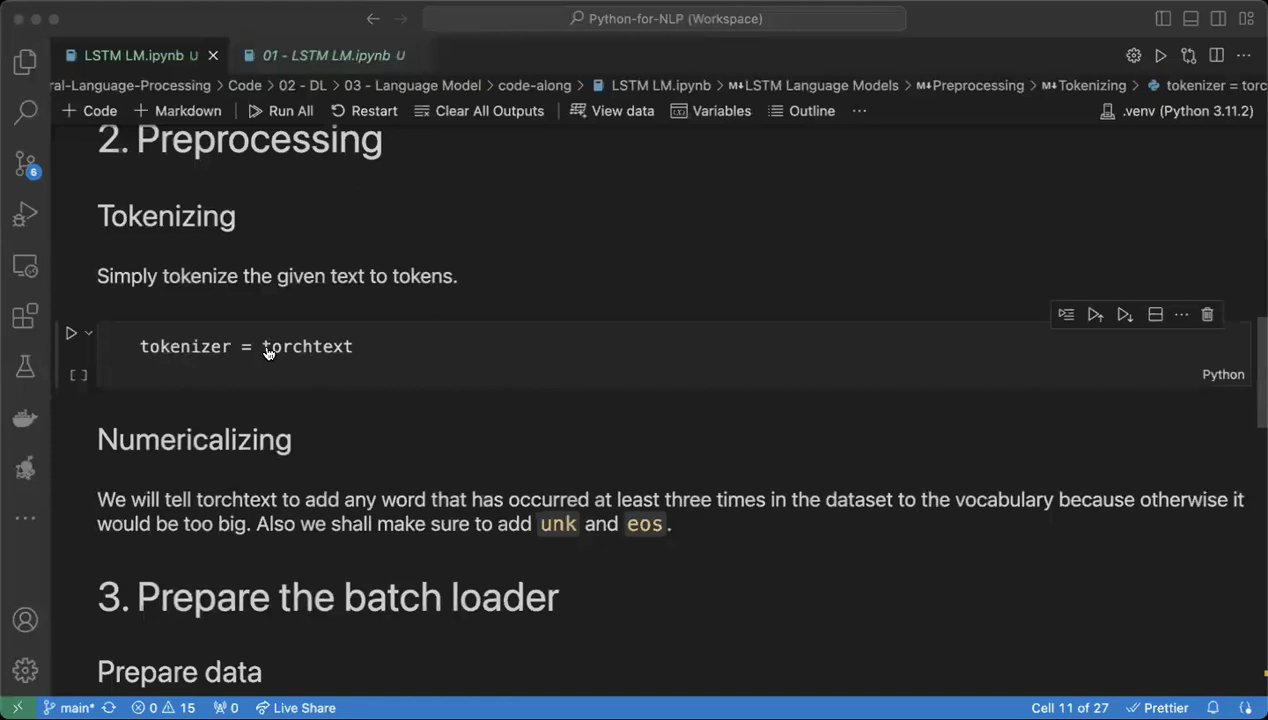 Python-for-NLP (Workspace)
LSTM LM.ipynb U
01 - LSTM LM.ipynb U
ral-Language-Processing > Code > 02 - DL > 03 - Language Model > code-along > LSTM LM.ipynb > LSTM Language Models > Preprocessing > Tokenizing > tokenizer = torc
+ Code + Markdown Run All Restart Clear All Outputs View data Variables Outline ... .venv (Python 3.11.2)
2. Preprocessing
Tokenizing
Simply tokenize the given text to tokens.
tokenizer = torchtext
[ ]
Python
Numericalizing
We will tell torchtext to add any word that has occurred at least three times in the dataset to the vocabulary because otherwise it
would be too big. Also we shall make sure to add unk and eos.
3. Prepare the batch loader
Prepare data
6
main* 0 15 0 Live Share Cell 11 of 27 Prettier